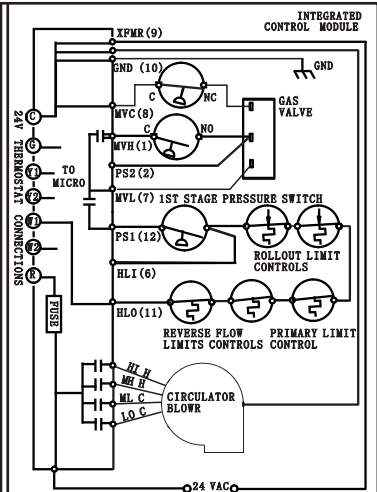 INTEGRATED
CONTROL MODULE
XFMR(9)
GND (10)
GND
C
NC
GAS
VALVE
MVC(8)
C
NO
MVH(1)
PS2(2)
TO
MICRO
MVL(7)
1ST STAGE PRESSURE SWITCH
PS1(12)
ROLLOUT LIMIT
CONTROLS
HLI(6)
HLO(11)
REVERSE FLOW
LIMITS CONTROLS
PRIMARY LIMIT
CONTROL
24V THERMOSTAT CONNECTIONS
C
G
Y1
Y2
W1
W2
R
FUSE
HI H
MH H
ML C
LO C
CIRCULATOR
BLOWR
24 VAC